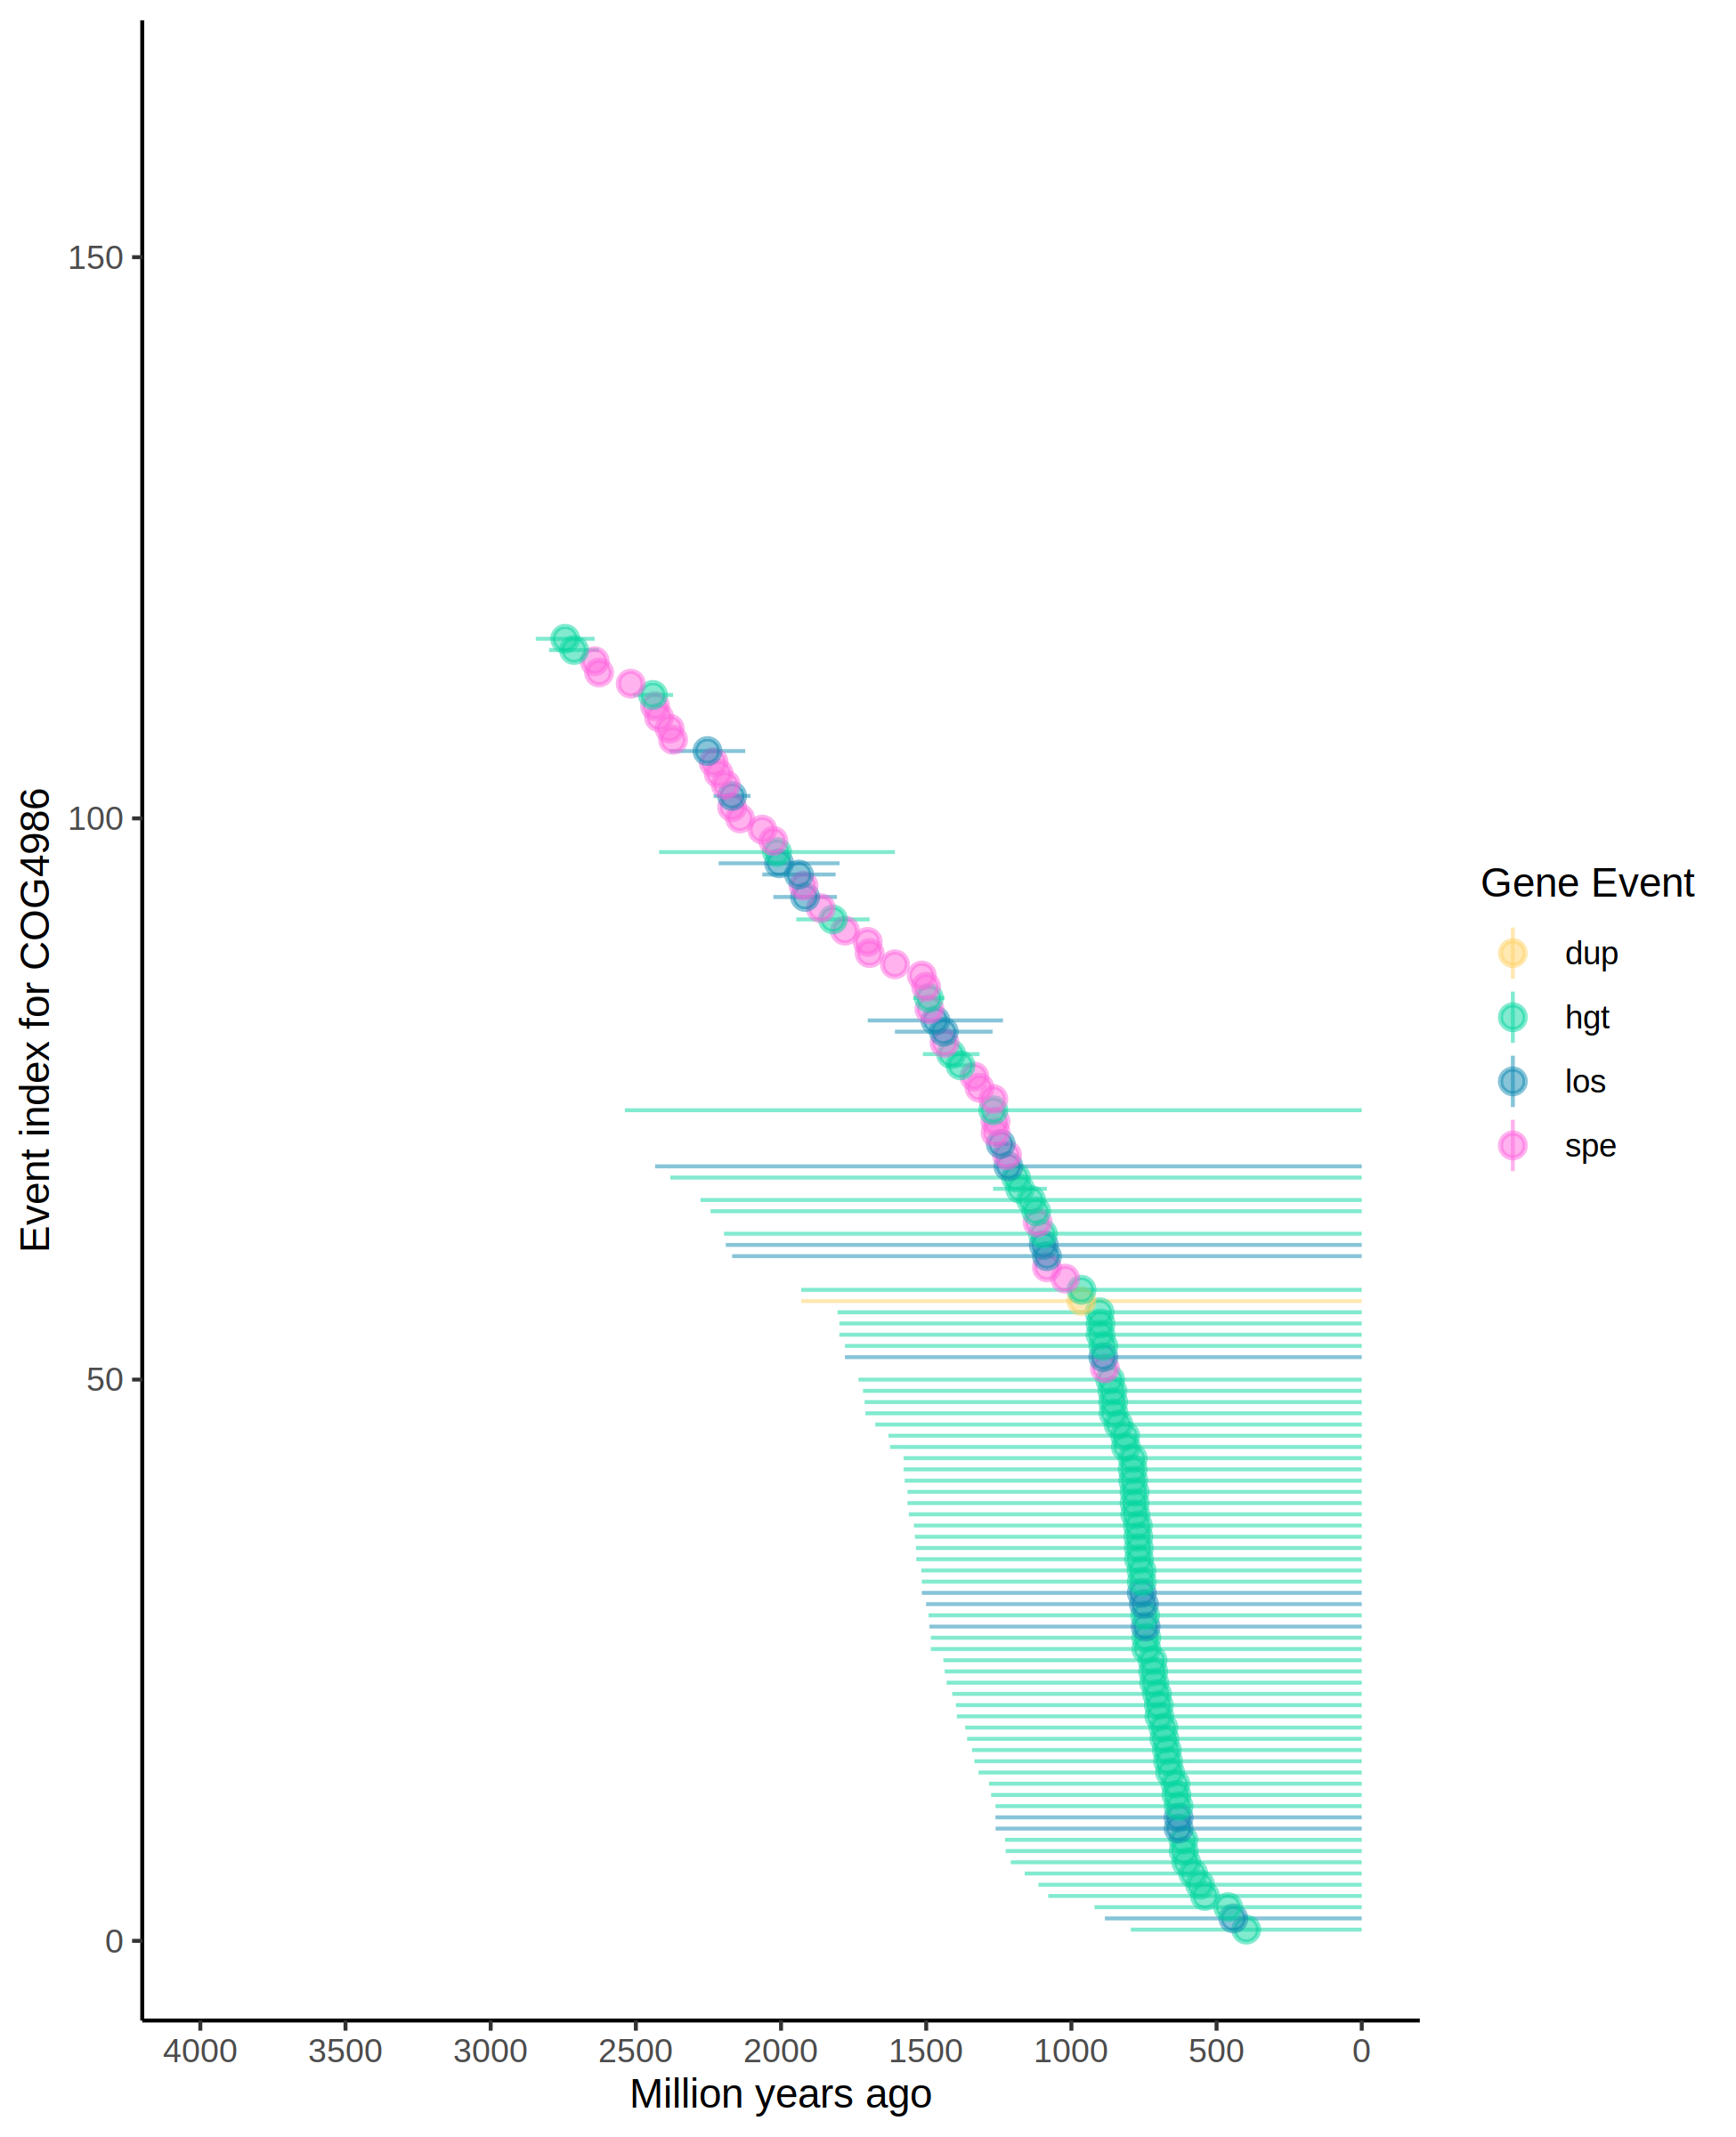 150
100
50
0
Event index for COG4986
4000 3500 3000 2500 2000 1500 1000 500 0
Million years ago
Gene Event
dup
hgt
los
spe